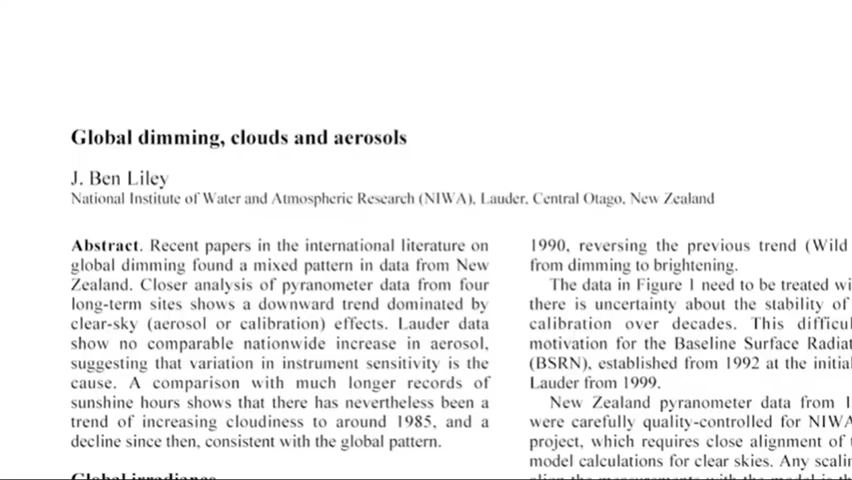 Global dimming, clouds and aerosols
J. Ben Liley
National Institute of Water and Atmospheric Research (NIWA), Lauder, Central Otago, New Zealand
Abstract. Recent papers in the international literature on
global dimming found a mixed pattern in data from New
Zealand. Closer analysis of pyranometer data from four
long-term sites shows a downward trend dominated by
clear-sky (aerosol or calibration) effects. Lauder data
show no comparable nationwide increase in aerosol,
suggesting that variation in instrument sensitivity is the
cause. A comparison with much longer records of
sunshine hours shows that there has nevertheless been a
trend of increasing cloudiness to around 1985, and a
decline since then, consistent with the global pattern.
Global irradiance
1990, reversing the previous trend (Wild
from dimming to brightening.
The data in Figure 1 need to be treated wi
there is uncertainty about the stability of
calibration over decades. This difficul
motivation for the Baseline Surface Radiat
(BSRN), established from 1992 at the initial
Lauder from 1999.
New Zealand pyranometer data from 1
were carefully quality-controlled for NIWA
project, which requires close alignment of
model calculations for clear skies. Any scalin